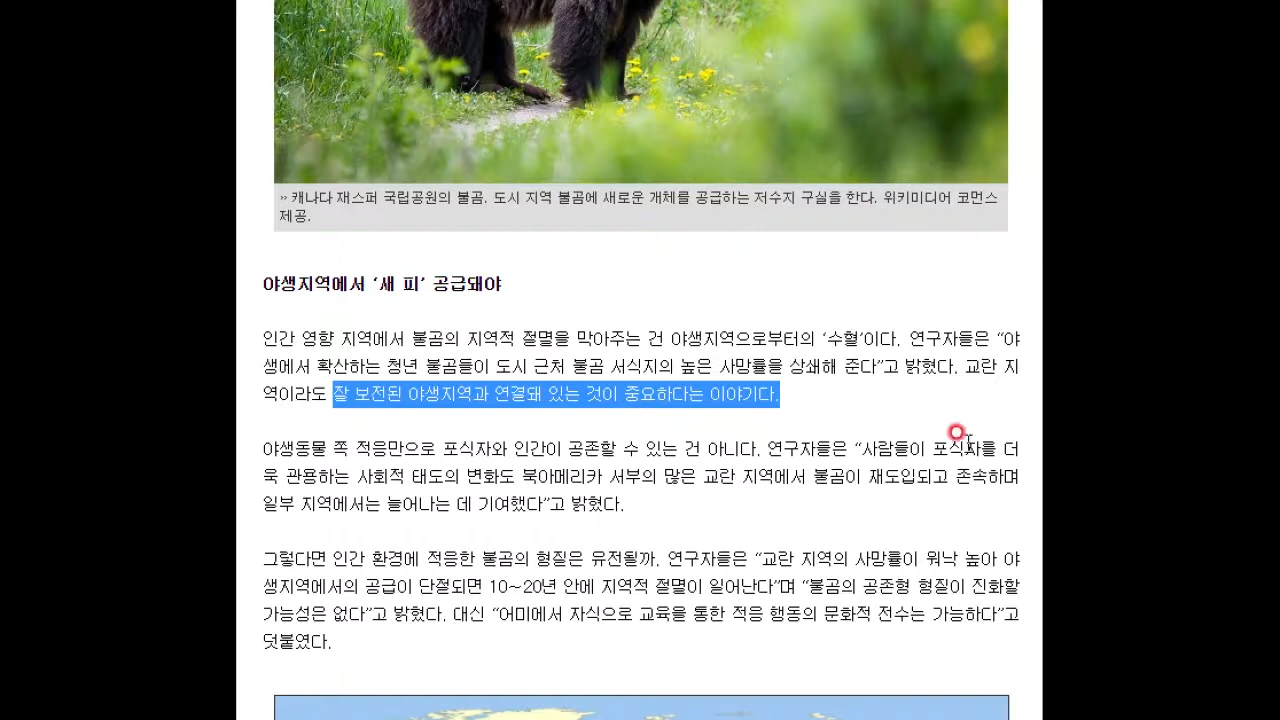 » 캐나다 재스퍼 국립공원의 불곰. 도시 지역 불곰에 새로운 개체를 공급하는 저수지 구실을 한다. 위키미디어 코먼스
제공.
야생지역에서 ‘새 피’ 공급돼야
인간 영향 지역에서 불곰의 지역적 절멸을 막아주는 건 야생지역으로부터의 ‘수혈’이다. 연구자들은 “야
생에서 확산하는 청년 불곰들이 도시 근처 불곰 서식지의 높은 사망률을 상쇄해 준다”고 밝혔다. 교란 지
역이라도 잘 보전된 야생지역과 연결돼 있는 것이 중요하다는 이야기다.
야생동물 쪽 적응만으로 포식자와 인간이 공존할 수 있는 건 아니다. 연구자들은 “사람들이 포식자를 더
욱 관용하는 사회적 태도의 변화도 북아메리카 서부의 많은 교란 지역에서 불곰이 재도입되고 존속하며
일부 지역에서는 늘어나는 데 기여했다”고 밝혔다.
그렇다면 인간 환경에 적응한 불곰의 형질은 유전될까. 연구자들은 “교란 지역의 사망률이 워낙 높아 야
생지역에서의 공급이 단절되면 10~20년 안에 지역적 절멸이 일어난다”며 “불곰의 공존형 형질이 진화할
가능성은 없다”고 밝혔다. 대신 “어미에서 자식으로 교육을 통한 적응 행동의 문화적 전수는 가능하다”고
덧붙였다.